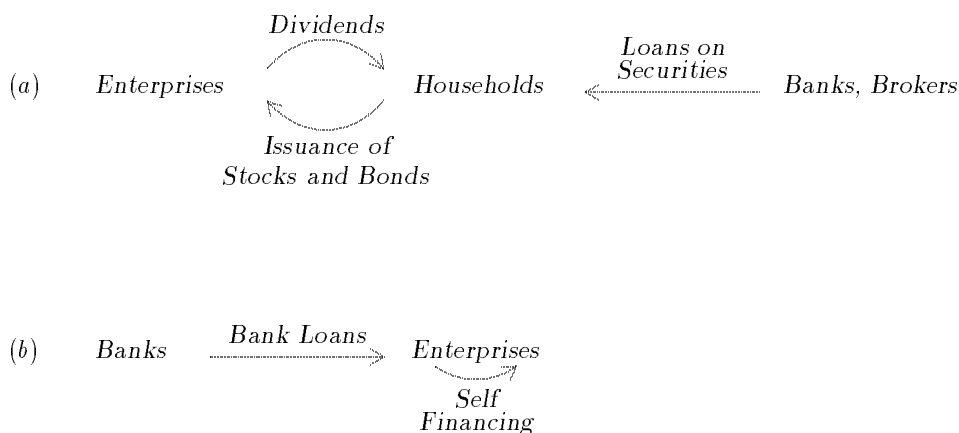 Dividends
Loans on
Securities
(a) Enterprises Households Banks, Brokers
Issuance of
Stocks and Bonds
Bank Loans
(b) Banks Enterprises
Self
Financing